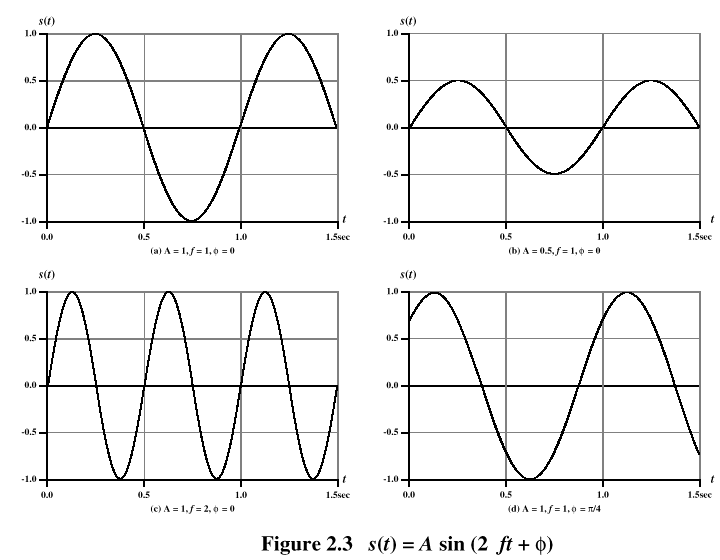 s(t)
1.0
0.5
0.0
-0.5
-1.0
t
0.0 0.5 1.0 1.5sec
(a) A = 1, f = 1, ϕ = 0
s(t)
1.0
0.5
0.0
-0.5
-1.0
t
0.0 0.5 1.0 1.5sec
(b) A = 0.5, f = 1, ϕ = 0
s(t)
1.0
0.5
0.0
-0.5
-1.0
t
0.0 0.5 1.0 1.5sec
(c) A = 1, f = 2, ϕ = 0
s(t)
1.0
0.5
0.0
-0.5
-1.0
t
0.0 0.5 1.0 1.5sec
(d) A = 1, f = 1, ϕ = π/4
Figure 2.3 s(t) = A sin (2 ft + ϕ)